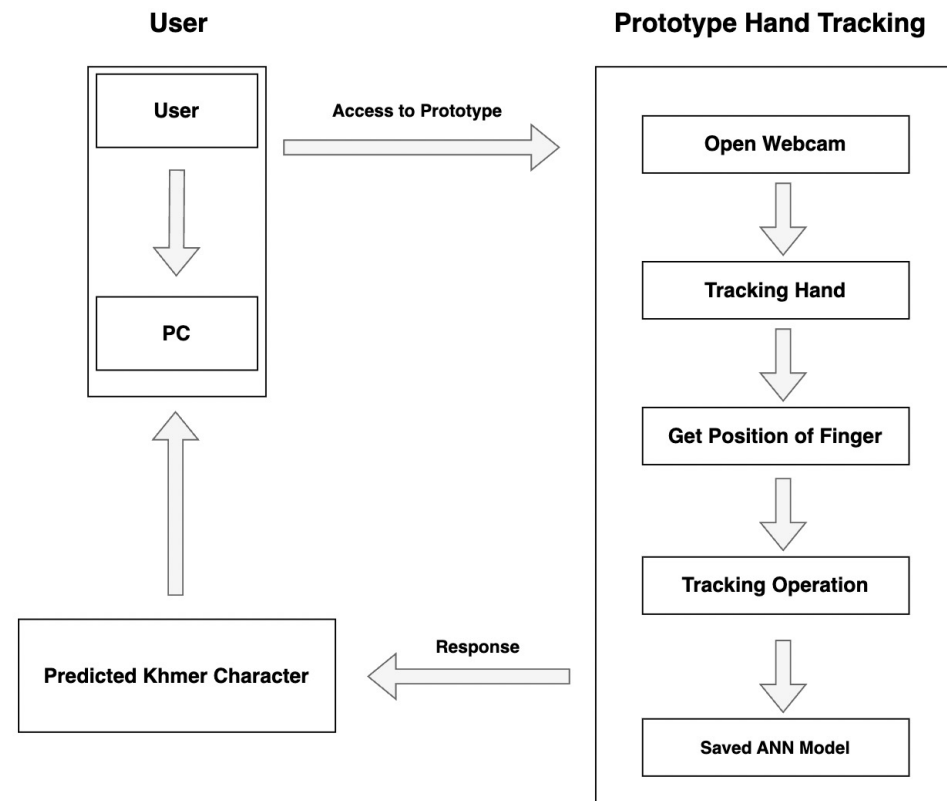 User
Prototype Hand Tracking
User
Access to Prototype
Open Webcam
Tracking Hand
PC
Get Position of Finger
Tracking Operation
Response
Predicted Khmer Character
Saved ANN Model